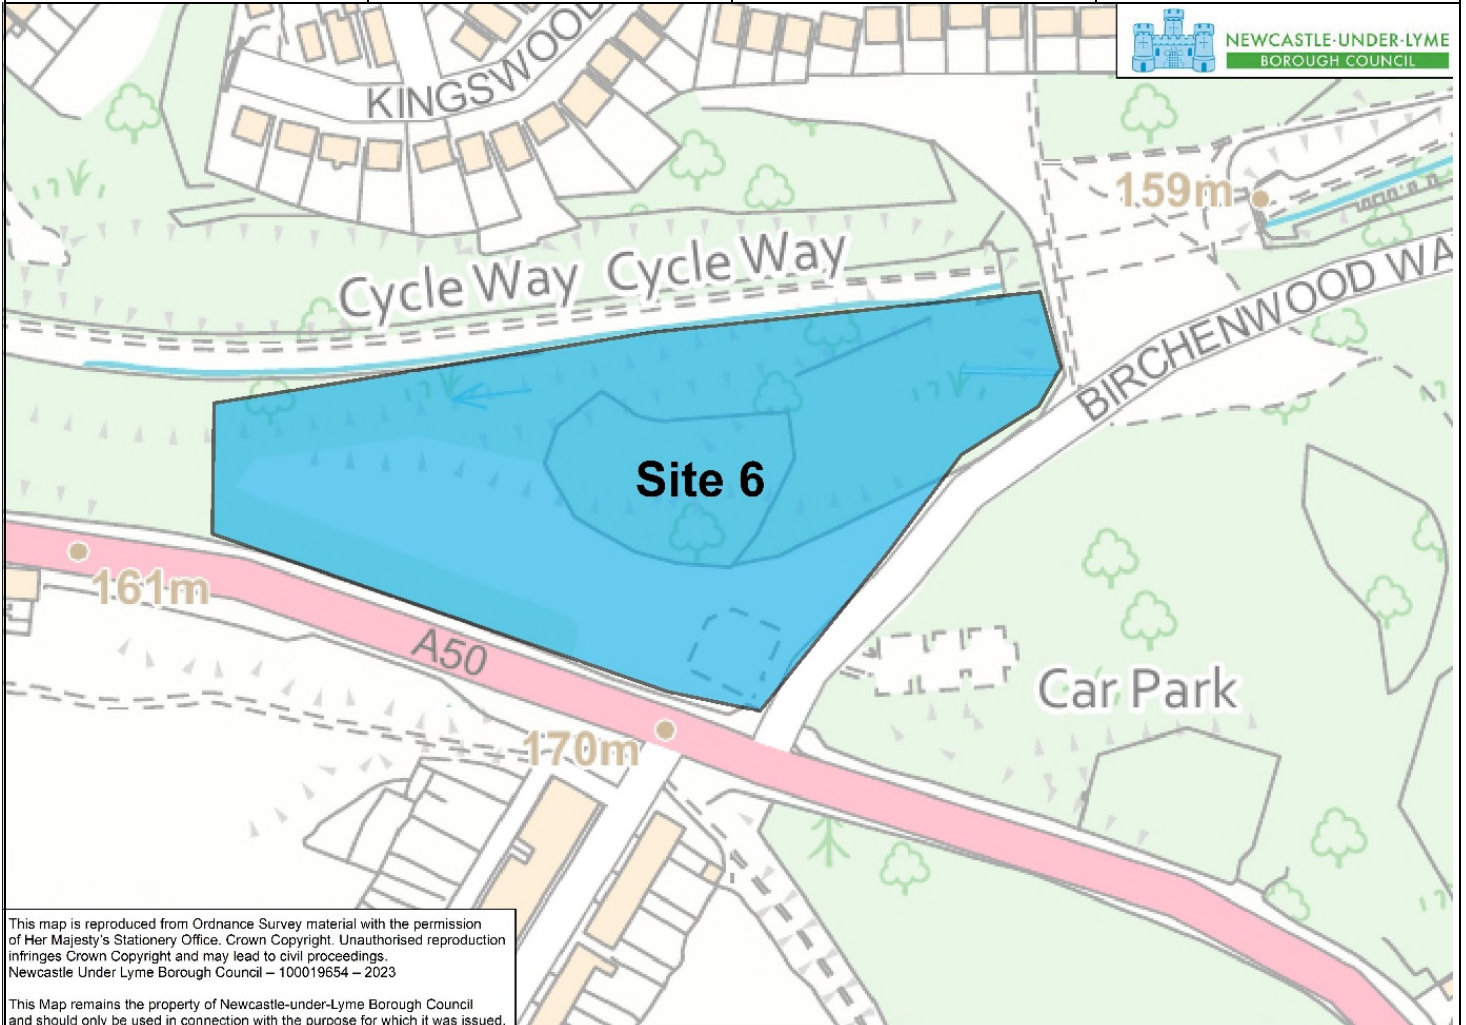 KINGSWOOD
NEWCASTLE·UNDER·LYME
BOROUGH COUNCIL
159m
Cycle Way Cycle Way
BIRCHENWOOD WA
Site 6
161m
A50
Car Park
170m
This map is reproduced from Ordnance Survey material with the permission
of Her Majesty's Stationery Office. Crown Copyright. Unauthorised reproduction
infringes Crown Copyright and may lead to civil proceedings.
Newcastle Under Lyme Borough Council – 100019654 – 2023
This Map remains the property of Newcastle-under-Lyme Borough Council
and should only be used in connection with the purpose for which it was issued.